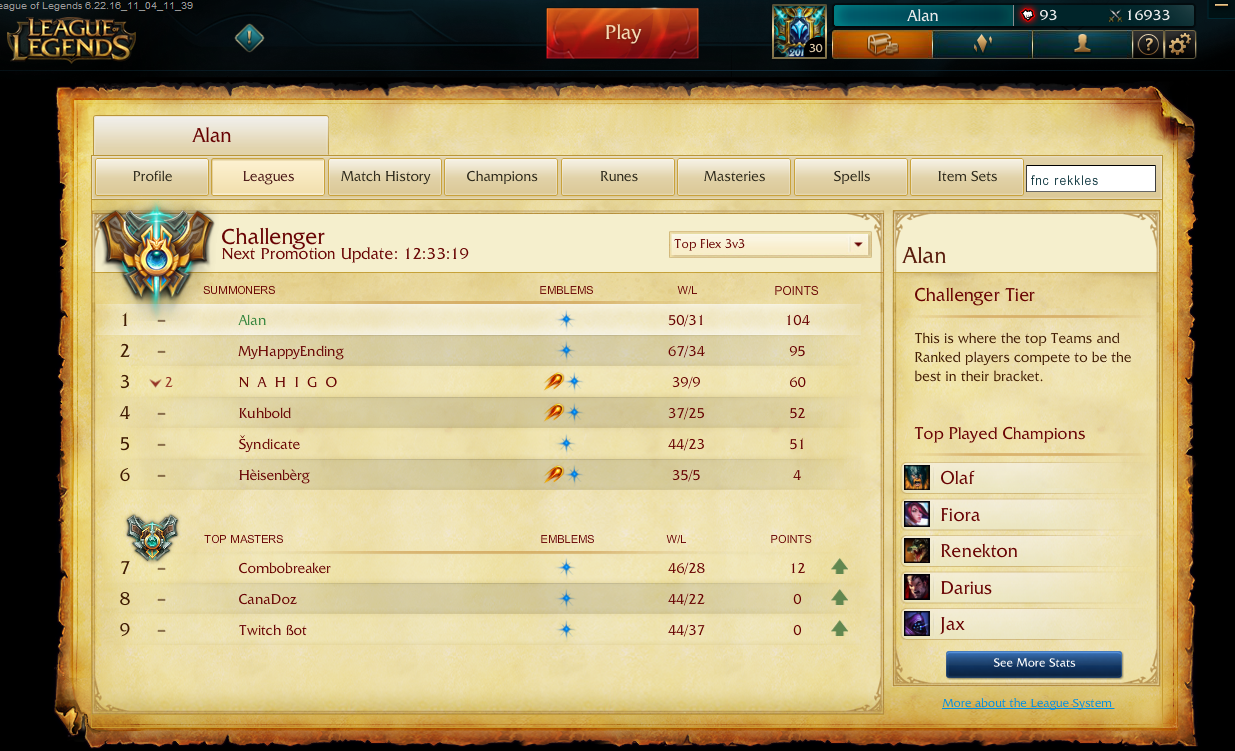 eague of Legends 6.22.16_11_04_11_39
LEAGUE OF LEGENDS
Play
201 30
Alan 93 16933
?
Alan
Profile Leagues Match History Champions Runes Masteries Spells Item Sets fnc rekkles
Challenger
Next Promotion Update: 12:33:19
Top Flex 3v3
SUMMONERS EMBLEMS W/L POINTS
1 – Alan 50/31 104
2 – MyHappyEnding 67/34 95
3 2 N A H I G O 39/9 60
4 – Kuhbold 37/25 52
5 – Šyndicate 44/23 51
6 – Hèisenbèrg 35/5 4
TOP MASTERS EMBLEMS W/L POINTS
7 – Combobreaker 46/28 12
8 – CanaDoz 44/22 0
9 – Twitch ßot 44/37 0
Alan
Challenger Tier
This is where the top Teams and
Ranked players compete to be the
best in their bracket.
Top Played Champions
Olaf
Fiora
Renekton
Darius
Jax
See More Stats
More about the League System